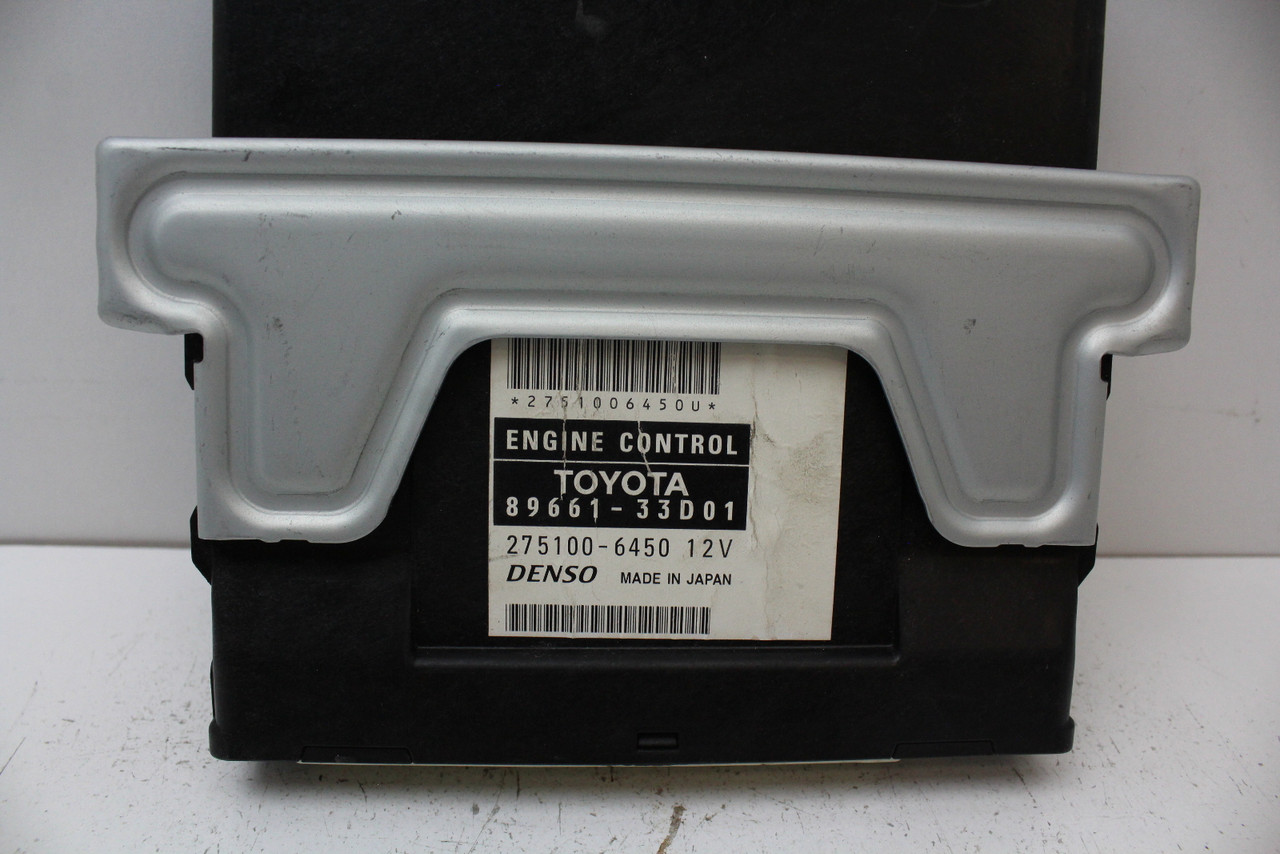 *2751006450U*
ENGINE CONTROL
TOYOTA
89661-33D01
275100-6450 12V
DENSO MADE IN JAPAN